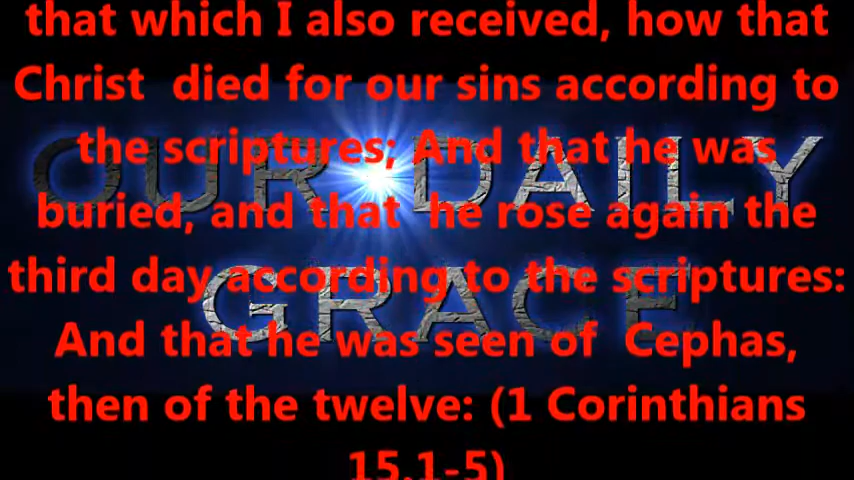 that which I also received, how that
Christ died for our sins according to
the scriptures; And that he was
buried, and that he rose again the
third day according to the scriptures:
And that he was seen of Cephas,
then of the twelve: (1 Corinthians
15.1-5)
OUR DAILY
GRACE